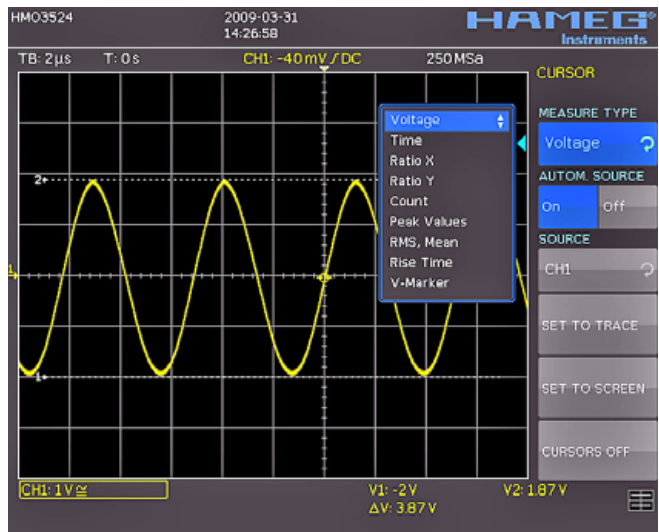 HMO3524
2009-03-31
14:26:58
HAMEG®
Instruments
TB: 2µs T: 0s CH1: -40mV / DC 250MSa
CURSOR
MEASURE TYPE
Voltage
AUTOM. SOURCE
On Off
SOURCE
CH1
SET TO TRACE
SET TO SCREEN
CURSORS OFF
Voltage
Time
Ratio X
Ratio Y
Count
Peak Values
RMS, Mean
Rise Time
V-Marker
2
1
1
CH1: 1V≅
V1: -2V V2: 1.87V
ΔV: 3.87V